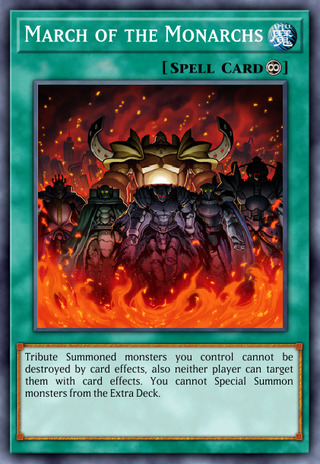 March of the Monarchs 魔
[Spell Card]
Tribute Summoned monsters you control cannot be
destroyed by card effects, also neither player can target
them with card effects. You cannot Special Summon
monsters from the Extra Deck.